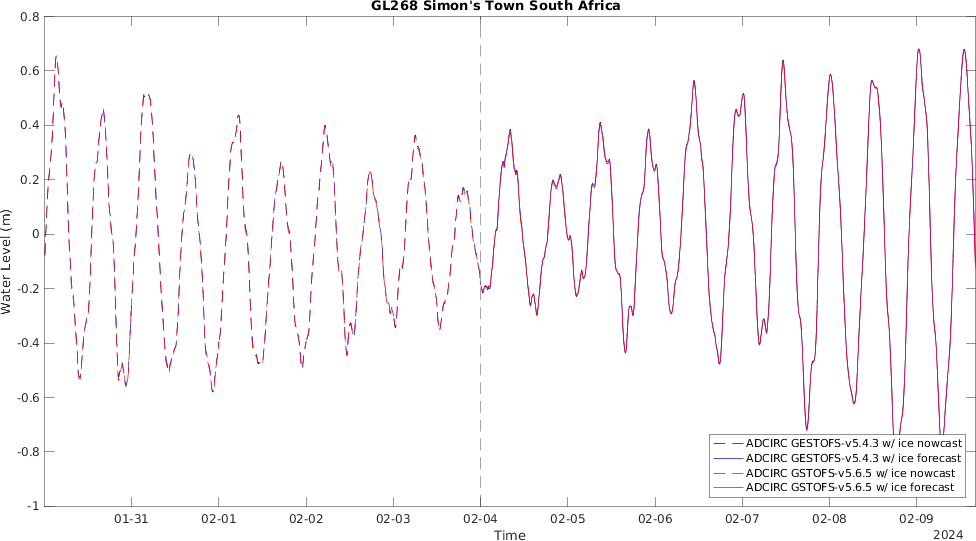 GL268 Simon's Town South Africa
0.8
0.6
0.4
0.2
0
-0.2
-0.4
-0.6
-0.8
-1
Water Level (m)
01-31 02-01 02-02 02-03 02-04 02-05 02-06 02-07 02-08 02-09
Time
2024
ADCIRC GESTOFS-v5.4.3 w/ ice nowcast
ADCIRC GESTOFS-v5.4.3 w/ ice forecast
ADCIRC GSTOFS-v5.6.5 w/ ice nowcast
ADCIRC GSTOFS-v5.6.5 w/ ice forecast